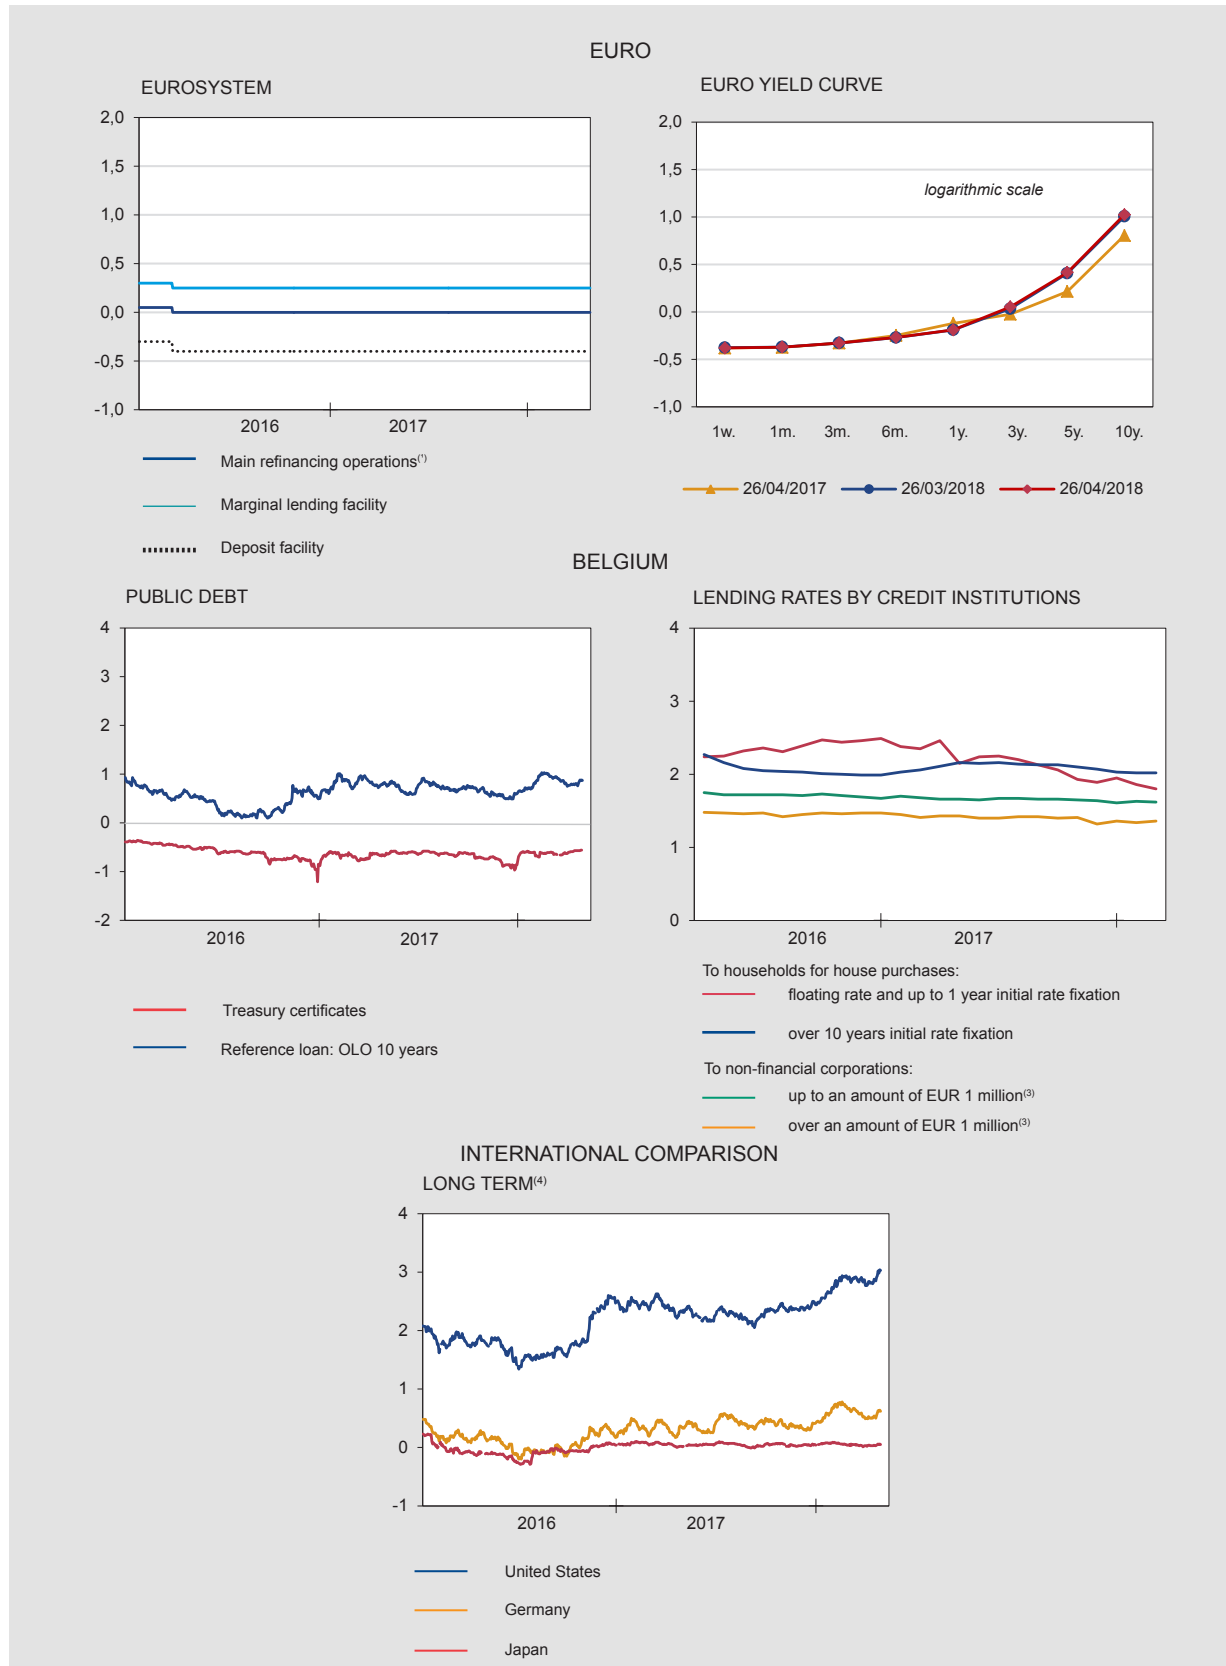 EURO
EUROSYSTEM
2,0
1,5
1,0
0,5
0,0
-0,5
-1,0
2016 2017
Main refinancing operations(*)
Marginal lending facility
Deposit facility
EURO YIELD CURVE
2,0
1,5
1,0
0,5
0,0
-0,5
-1,0
logarithmic scale
1w. 1m. 3m. 6m. 1y. 3y. 5y. 10y.
26/04/2017 26/03/2018 26/04/2018
BELGIUM
PUBLIC DEBT
4
3
2
1
0
-1
-2
2016 2017
Treasury certificates
Reference loan: OLO 10 years
LENDING RATES BY CREDIT INSTITUTIONS
4
3
2
1
0
2016 2017
To households for house purchases:
floating rate and up to 1 year initial rate fixation
over 10 years initial rate fixation
To non-financial corporations:
up to an amount of EUR 1 million(3)
over an amount of EUR 1 million(3)
INTERNATIONAL COMPARISON
LONG TERM(4)
4
3
2
1
0
-1
2016 2017
United States
Germany
Japan